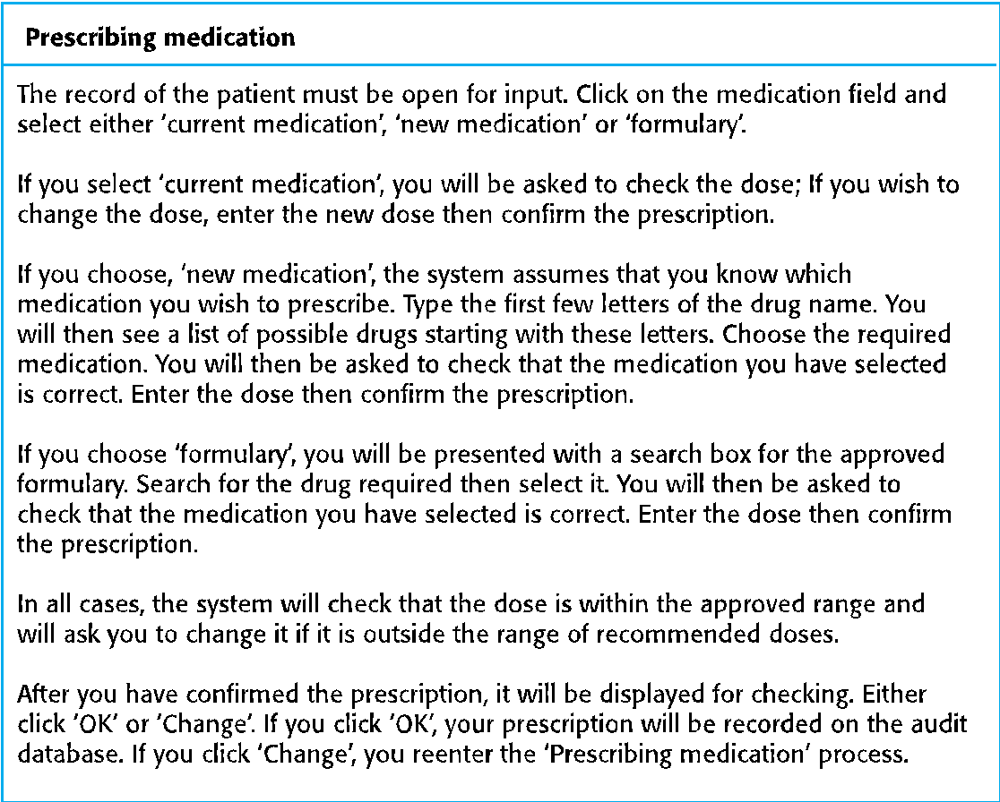 Prescribing medication
The record of the patient must be open for input. Click on the medication field and
select either ‘current medication’, ‘new medication’ or ‘formulary’.
If you select ‘current medication’, you will be asked to check the dose; If you wish to
change the dose, enter the new dose then confirm the prescription.
If you choose, ‘new medication’, the system assumes that you know which
medication you wish to prescribe. Type the first few letters of the drug name. You
will then see a list of possible drugs starting with these letters. Choose the required
medication. You will then be asked to check that the medication you have selected
is correct. Enter the dose then confirm the prescription.
If you choose ‘formulary’, you will be presented with a search box for the approved
formulary. Search for the drug required then select it. You will then be asked to
check that the medication you have selected is correct. Enter the dose then confirm
the prescription.
In all cases, the system will check that the dose is within the approved range and
will ask you to change it if it is outside the range of recommended doses.
After you have confirmed the prescription, it will be displayed for checking. Either
click ‘OK’ or ‘Change’. If you click ‘OK’, your prescription will be recorded on the audit
database. If you click ‘Change’, you reenter the ‘Prescribing medication’ process.